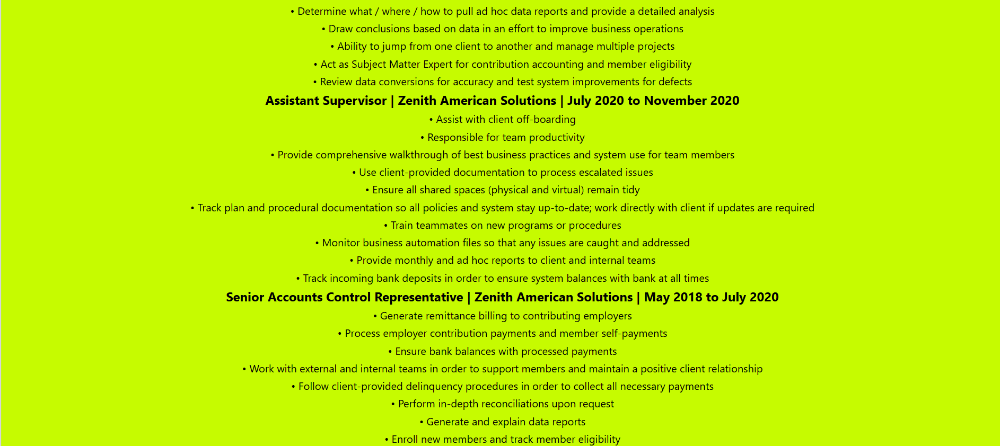 • Determine what / where / how to pull ad hoc data reports and provide a detailed analysis
• Draw conclusions based on data in an effort to improve business operations
• Ability to jump from one client to another and manage multiple projects
• Act as Subject Matter Expert for contribution accounting and member eligibility
• Review data conversions for accuracy and test system improvements for defects
Assistant Supervisor | Zenith American Solutions | July 2020 to November 2020
• Assist with client off-boarding
• Responsible for team productivity
• Provide comprehensive walkthrough of best business practices and system use for team members
• Use client-provided documentation to process escalated issues
• Ensure all shared spaces (physical and virtual) remain tidy
• Track plan and procedural documentation so all policies and system stay up-to-date; work directly with client if updates are required
• Train teammates on new programs or procedures
• Monitor business automation files so that any issues are caught and addressed
• Provide monthly and ad hoc reports to client and internal teams
• Track incoming bank deposits in order to ensure system balances with bank at all times
Senior Accounts Control Representative | Zenith American Solutions | May 2018 to July 2020
• Generate remittance billing to contributing employers
• Process employer contribution payments and member self-payments
• Ensure bank balances with processed payments
• Work with external and internal teams in order to support members and maintain a positive client relationship
• Follow client-provided delinquency procedures in order to collect all necessary payments
• Perform in-depth reconciliations upon request
• Generate and explain data reports
• Enroll new members and track member eligibility